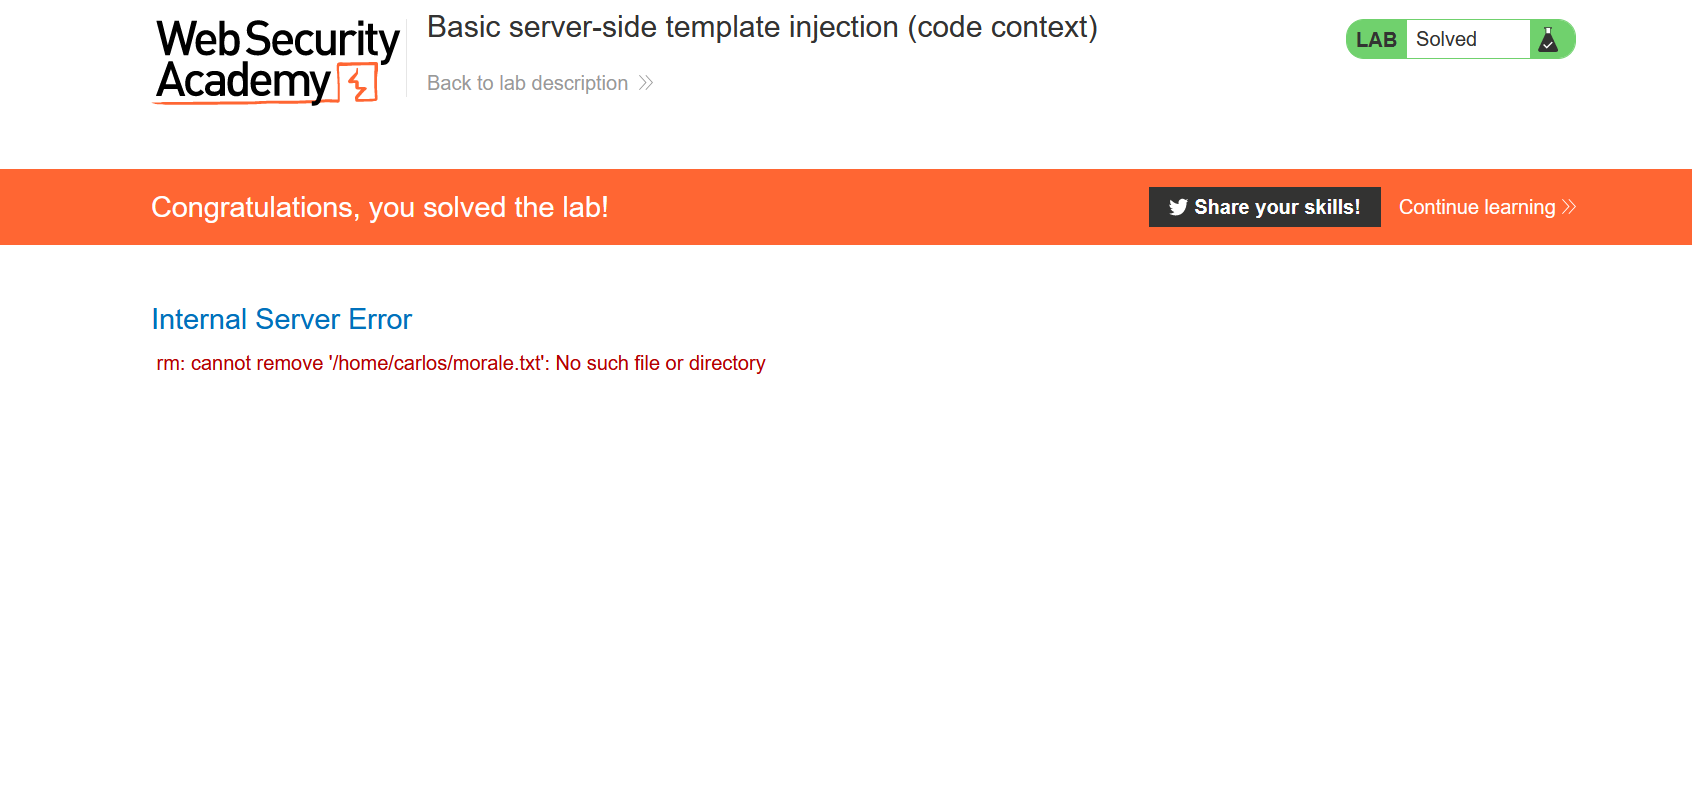 Web Security
Academy
Basic server-side template injection (code context)
Back to lab description
LAB Solved
Congratulations, you solved the lab!
Share your skills!
Continue learning
Internal Server Error
rm: cannot remove '/home/carlos/morale.txt': No such file or directory